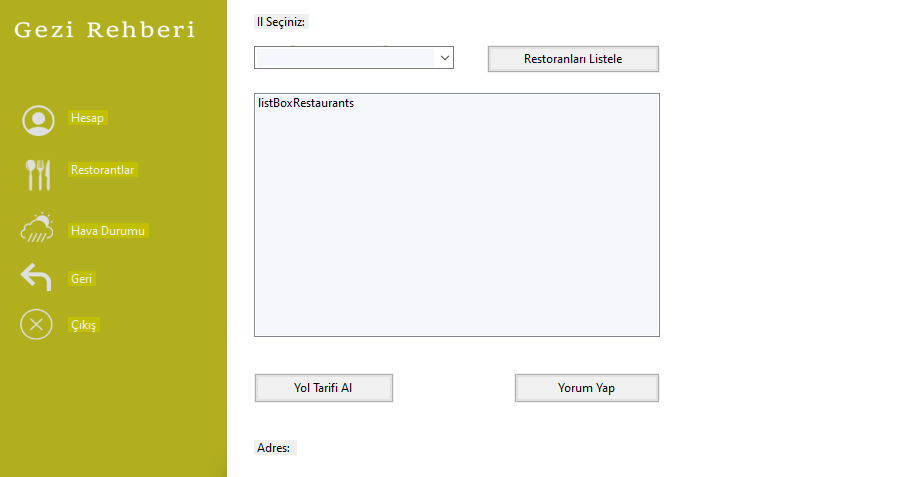 Gezi Rehberi
Hesap
Restorantlar
Hava Durumu
Geri
Çıkış
Il Seçiniz:
Restoranları Listele
listBoxRestaurants
Yol Tarifi Al
Yorum Yap
Adres: